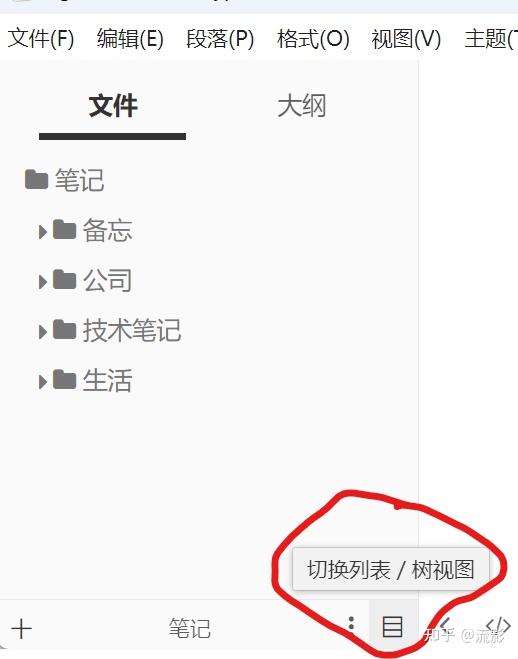 文件(F) 编辑(E) 段落(P) 格式(O) 视图(V) 主题(T
文件 大纲
笔记
备忘
公司
技术笔记
生活
切换列表 / 树视图
笔记
知乎 @流影